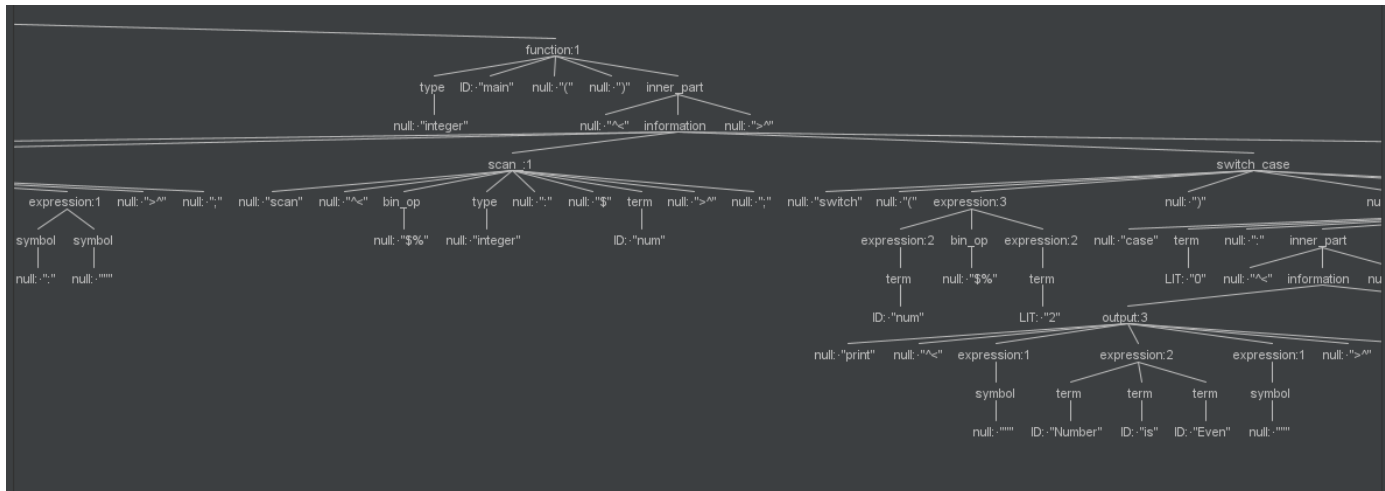 function:1
type ID: "main" null: "(" null: ")" inner_part
null: "integer" null: "^<" information null: ">^"
scan_:1 switch_case
expression:1 null: ">^" null: ";" null: "scan" null: "^<" bin_op type null: ":" null: "$" term null: ">^" null: ";" null: "switch" null: "(" expression:3 null: ")" nu
symbol symbol null: "$%" null: "integer" ID: "num" expression:2 bin_op expression:2 null: "case" term null: ":" inner_part
null: ":" null: """ term null: "$%" term LIT: "0" null: "^<" information nu
ID: "num" LIT: "2" output:3
null: "print" null: "^<" expression:1 expression:2 expression:1 null: ">^"
symbol term term term symbol
null: """ ID: "Number" ID: "is" ID: "Even" null: """